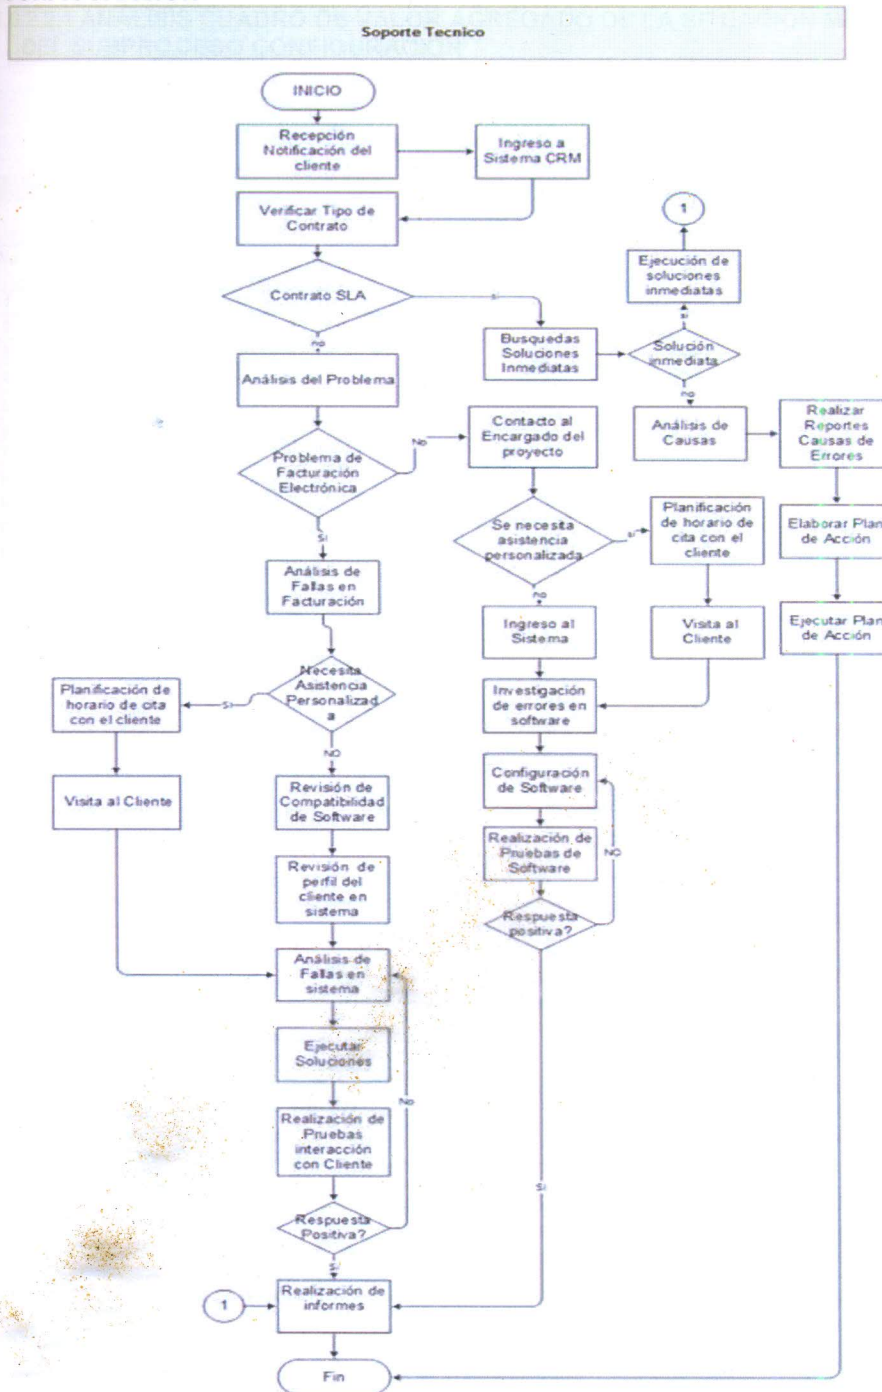 Soporte Tecnico
INICIO
Recepción
Notificación del
cliente
Ingreso a
Sistema CRM
Verificar Tipo de
Contrato
1
Ejecución de
soluciones
inmediatas
Contrato SLA
si
si
no
Busquedas
Soluciones
Inmediatas
Solución
inmediata
no
Análisis del Problema
Contacto al
Encargado del
proyecto
Análisis de
Causas
Realizar
Reportes
Causas de
Errores
No
Problema de
Facturación
Electrónica
Si
Se necesita
asistencia
personalizada
si
Planificación
de horario de
cita con el
cliente
Elaborar Plan
de Acción
no
Análisis de
Fallas en
Facturación
Ingreso al
Sistema
Visita al
Cliente
Ejecutar Plan
de Acción
Planificación de
horario de cita
con el cliente
Si
Necesita
Asistencia
Personalizad
a
NO
Investigación
de errores en
software
Visita al Cliente
Revisión de
Compatibilidad
de Software
Configuración
de Software
Realización de
Pruebas de
Software
NO
Revisión de
perfil del
cliente en
sistema
Respuesta
positiva?
Análisis de
Fallas en
sistema
Ejecutar
Soluciones
No
Realización de
.Pruebas
interacción
con Cliente
Si
Respuesta
Positiva?
Si
1
Realización de
informes
Fin